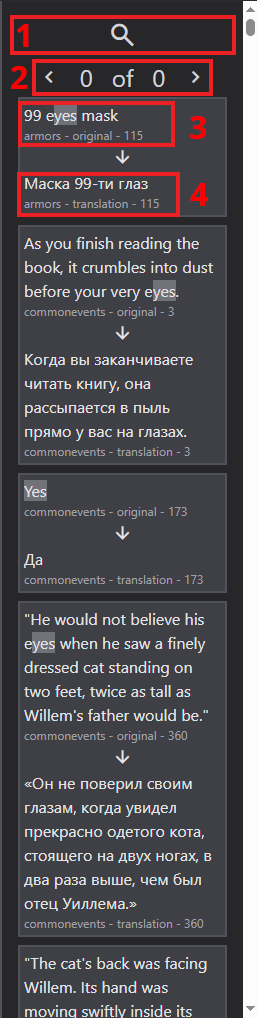 1
2 0 of 0
99 eyes mask
armors - original - 115
3
Маска 99-ти глаз
armors - translation - 115
4
As you finish reading the
book, it crumbles into dust
before your very eyes.
commonevents - original - 3
Когда вы заканчиваете
читать книгу, она
рассыпается в пыль
прямо у вас на глазах.
commonevents - translation - 3
Yes
commonevents - original - 173
Да
commonevents - translation - 173
"He would not believe his
eyes when he saw a finely
dressed cat standing on
two feet, twice as tall as
Willem's father would be."
commonevents - original - 360
«Он не поверил своим
глазам, когда увидел
прекрасно одетого кота,
стоящего на двух ногах, в
два раза выше, чем был
отец Уиллема.»
commonevents - translation - 360
"The cat's back was facing
Willem. Its hand was
moving swiftly inside its